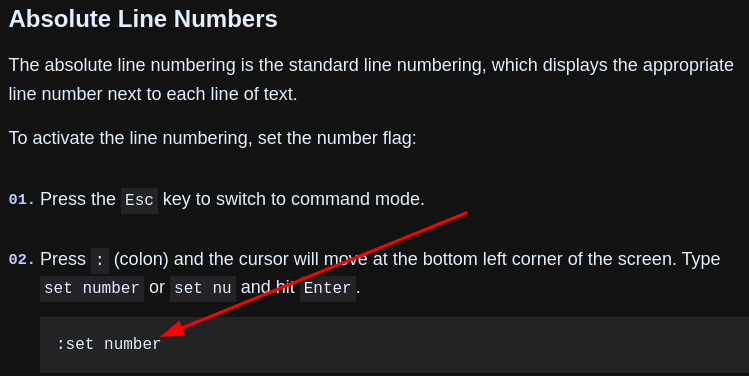 Absolute Line Numbers
The absolute line numbering is the standard line numbering, which displays the appropriate
line number next to each line of text.
To activate the line numbering, set the number flag:
01. Press the Esc key to switch to command mode.
02. Press : (colon) and the cursor will move at the bottom left corner of the screen. Type
set number or set nu and hit Enter.
:set number